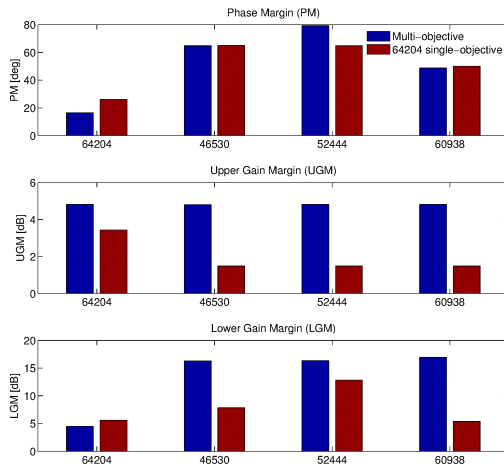 Phase Margin (PM)
Multi-objective
64204 single-objective
80
60
40
20
0
PM [deg]
64204 46530 52444 60938
Upper Gain Margin (UGM)
6
4
2
0
UGM [dB]
64204 46530 52444 60938
Lower Gain Margin (LGM)
20
15
10
5
0
LGM [dB]
64204 46530 52444 60938